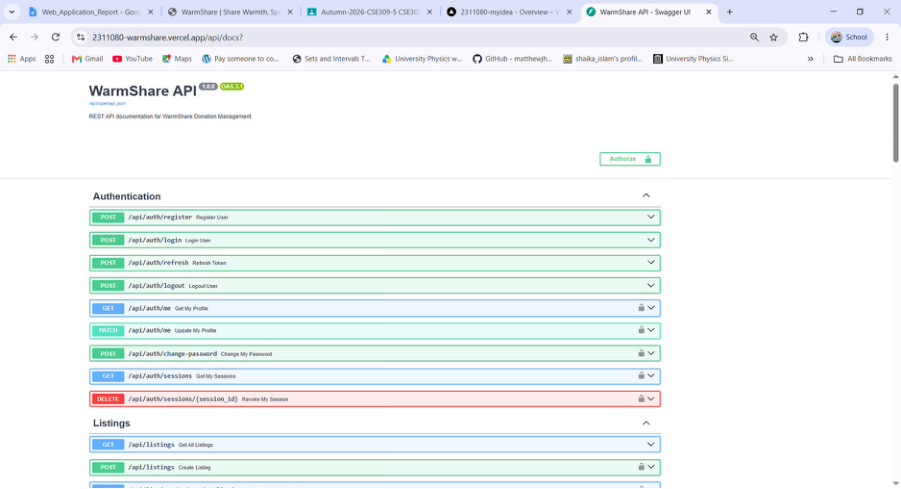 Web_Application_Report - Goo
WarmShare | Share Warmth, Sp
Autumn-2026-CSE309-5 CSE30
2311080-myidea - Overview – V
WarmShare API - Swagger UI
2311080-warmshare.vercel.app/api/docs?
School
Apps
Gmail
YouTube
Maps
Pay someone to co...
Sets and Intervals T...
University Physics w...
GitHub - matthewjh...
shaika_islam's profil...
University Physics Si...
All Bookmarks
WarmShare API 1.0.0 OAS 3.1
/api/openapi.json
REST API documentation for WarmShare Donation Management
Authorize
Authentication
POST /api/auth/register Register User
POST /api/auth/login Login User
POST /api/auth/refresh Refresh Token
POST /api/auth/logout Logout User
GET /api/auth/me Get My Profile
PATCH /api/auth/me Update My Profile
POST /api/auth/change-password Change My Password
GET /api/auth/sessions Get My Sessions
DELETE /api/auth/sessions/{session_id} Revoke My Session
Listings
GET /api/listings Get All Listings
POST /api/listings Create Listing